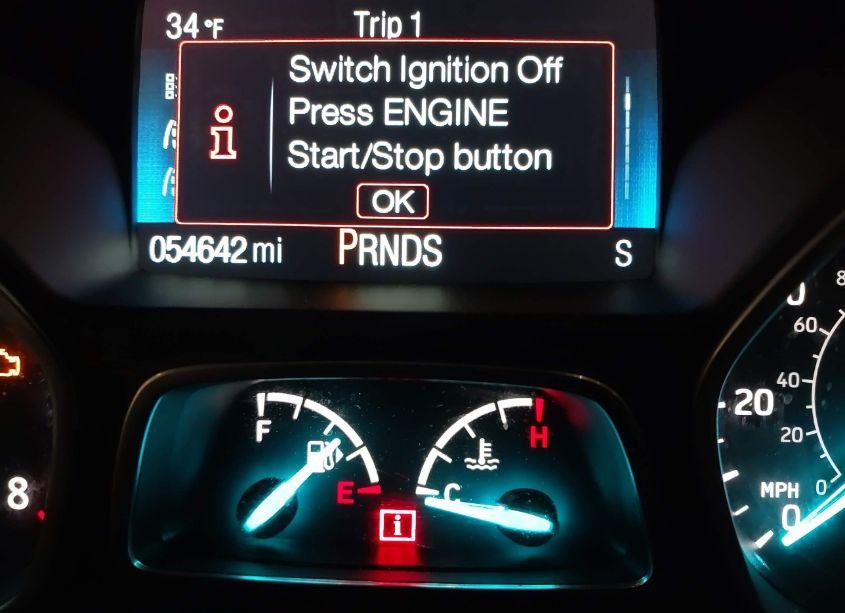 34°F Trip 1
Switch Ignition Off
Press ENGINE
Start/Stop button
OK
054642 mi PRNDS S
F H
E C
8
i
20
MPH
0
60
40
20
0